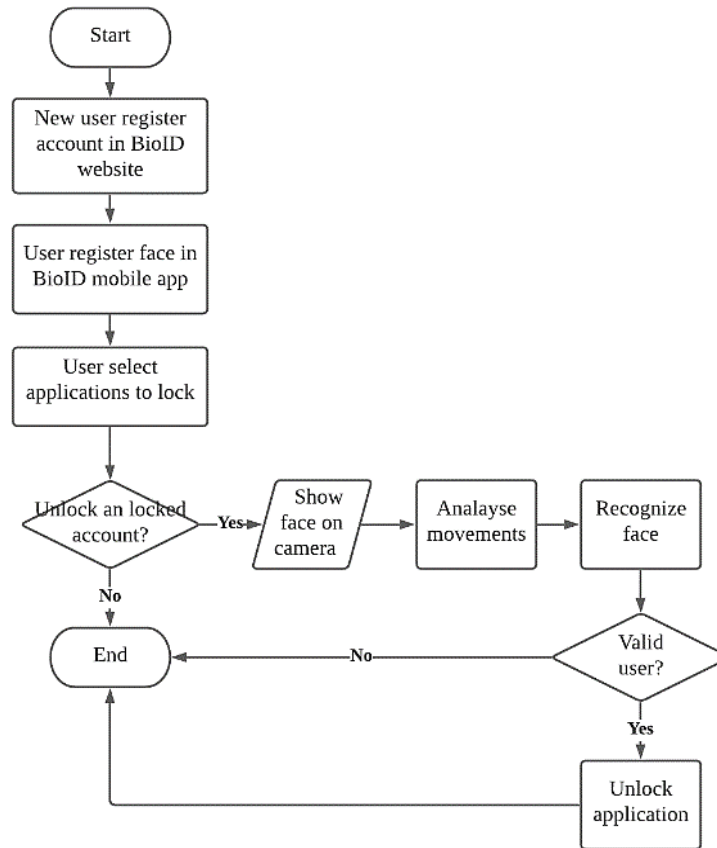 Start
New user register
account in BioID
website
User register face in
BioID mobile app
User select
applications to lock
Unlock an locked
account?
Yes
Show
face on
camera
Analayse
movements
Recognize
face
No
End
No
Valid
user?
Yes
Unlock
application